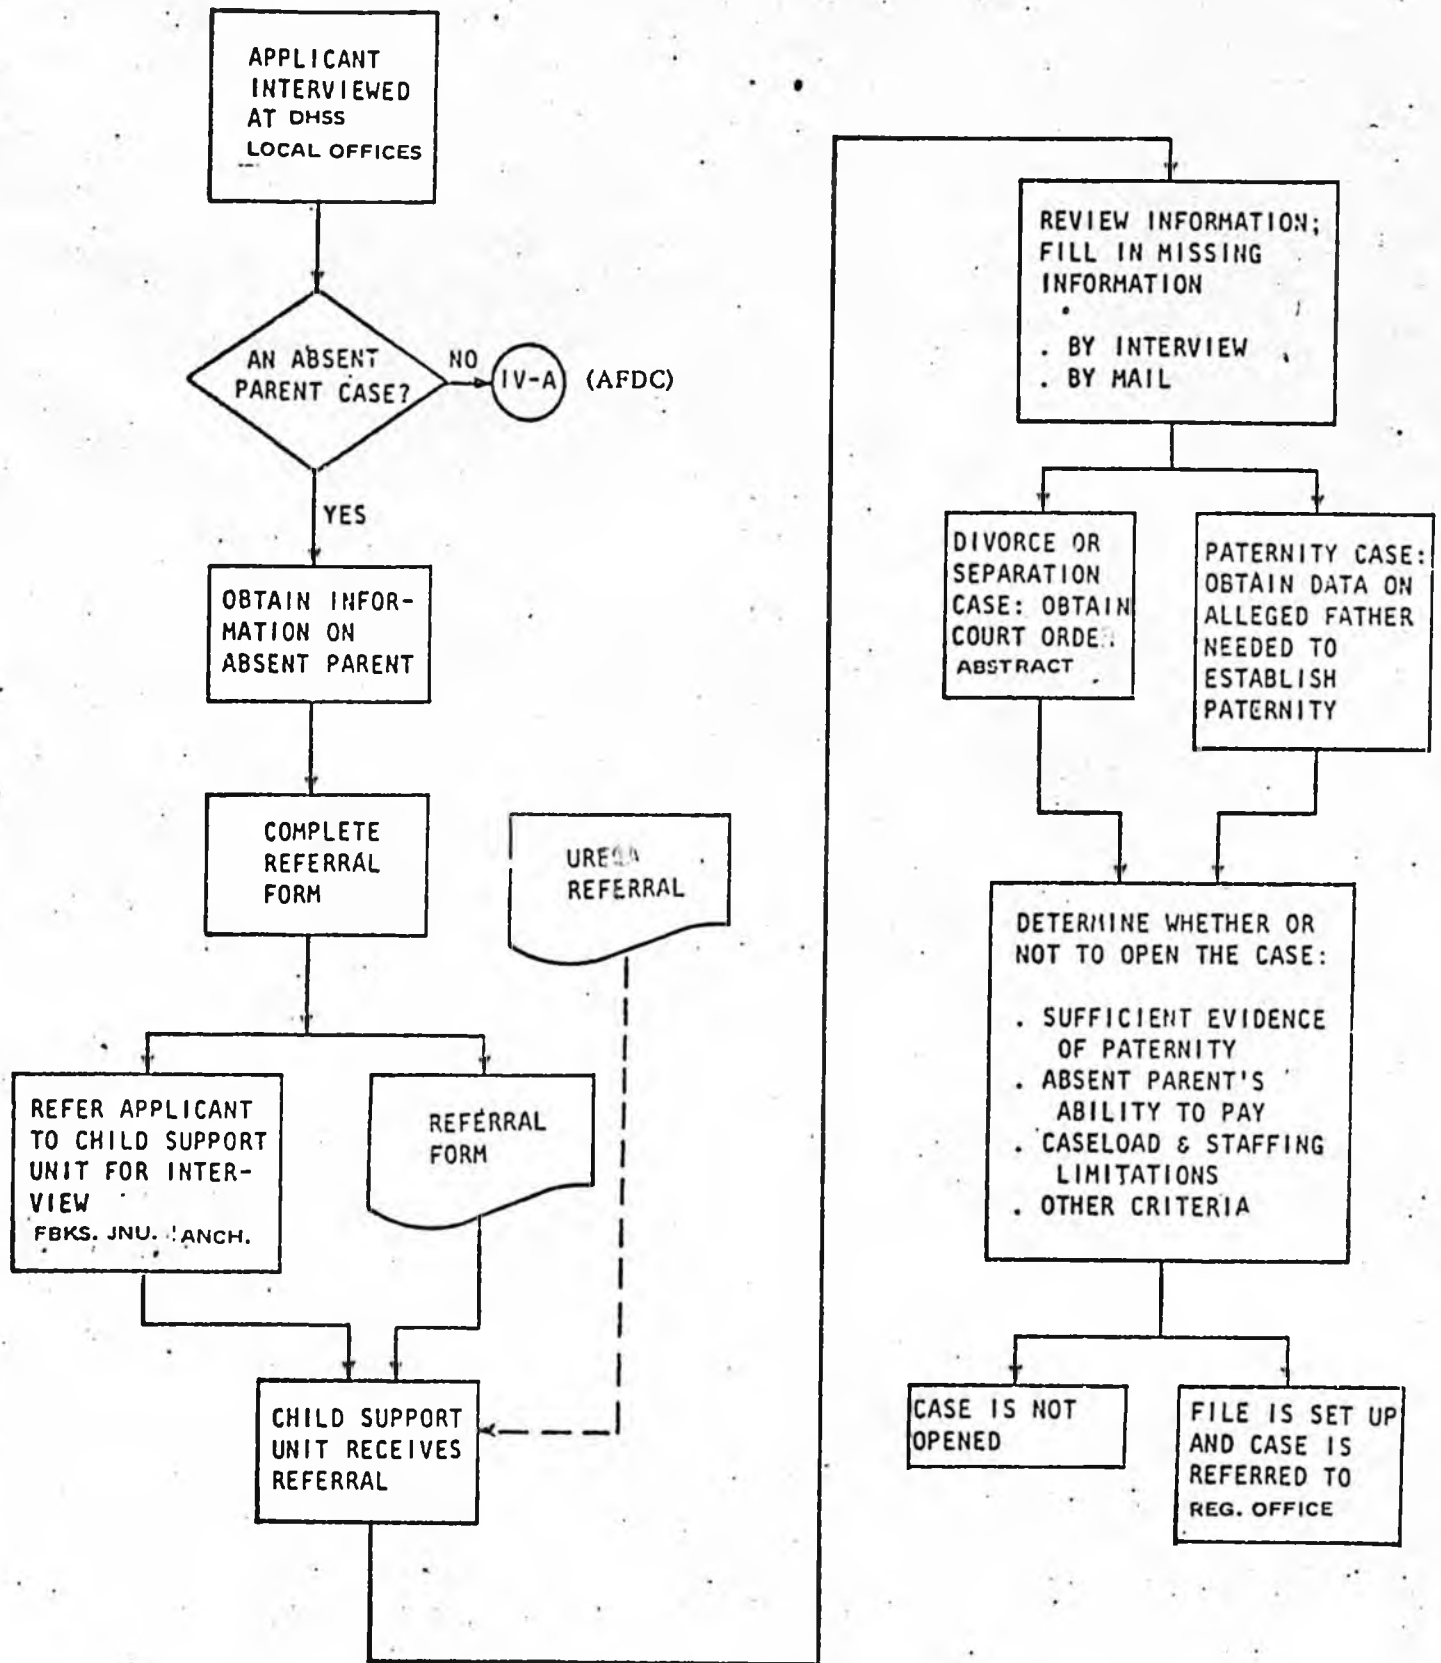 APPLICANT
INTERVIEWED
AT DHSS
LOCAL OFFICES
AN ABSENT
PARENT CASE?
NO
IV-A
(AFDC)
YES
OBTAIN INFOR-
MATION ON
ABSENT PARENT
COMPLETE
REFERRAL
FORM
REFERRAL
REFER APPLICANT
TO CHILD SUPPORT
UNIT FOR INTER-
VIEW
FBKS. JNU. ANCH.
REFERRAL
FORM
CHILD SUPPORT
UNIT RECEIVES
REFERRAL
REVIEW INFORMATION;
FILL IN MISSING
INFORMATION
. BY INTERVIEW
. BY MAIL
DIVORCE OR
SEPARATION
CASE: OBTAIN
COURT
ABSTRACT
PATERNITY CASE:
OBTAIN DATA ON
ALLEGED FATHER
NEEDED TO
ESTABLISH
PATERNITY
DETERMINE WHETHER OR
NOT TO OPEN THE CASE:
. SUFFICIENT EVIDENCE
OF PATERNITY
. ABSENT PARENT'S
ABILITY TO PAY
. CASELOAD & STAFFING
LIMITATIONS
. OTHER CRITERIA
CASE IS NOT
OPENED
FILE IS SET UP
AND CASE IS
REFERRED TO
REG. OFFICE